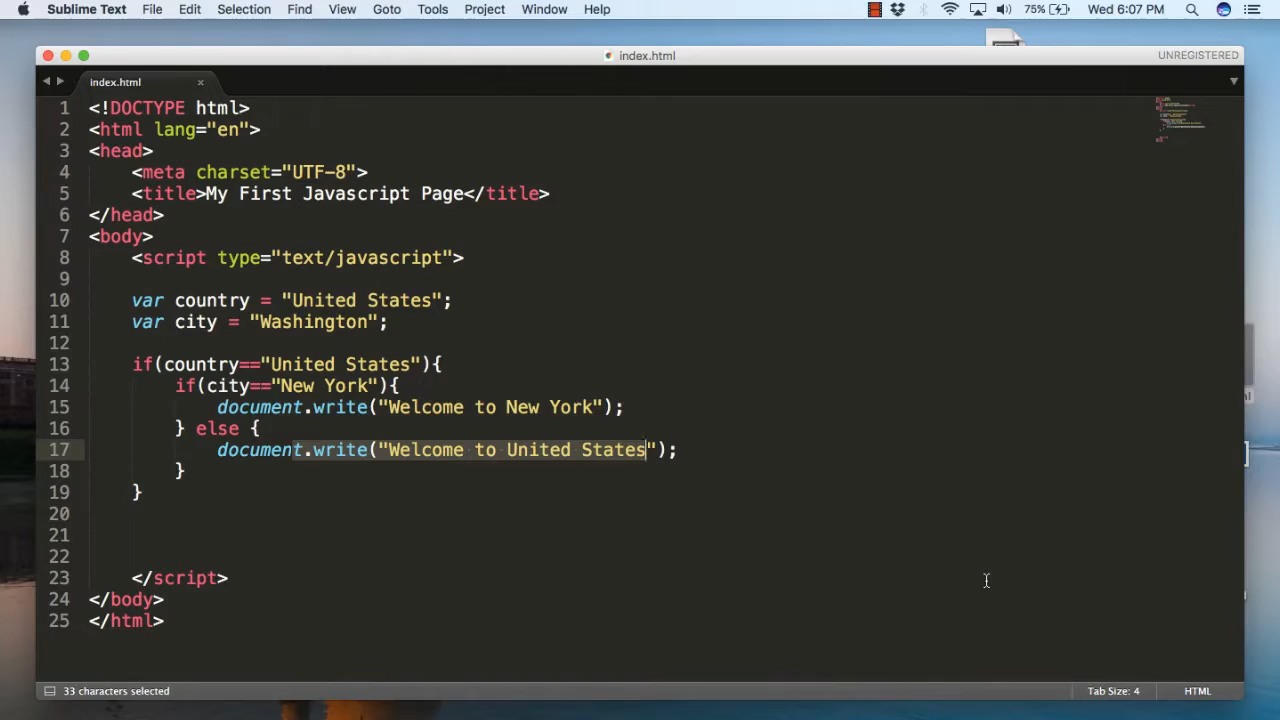 Sublime Text File Edit Selection Find View Goto Tools Project Window Help 75% Wed 6:07 PM
index.html UNREGISTERED
index.html ×
1 <!DOCTYPE html>
2 <html lang="en">
3 <head>
4 <meta charset="UTF-8">
5 <title>My First Javascript Page</title>
6 </head>
7 <body>
8 <script type="text/javascript">
9
10 var country = "United States";
11 var city = "Washington";
12
13 if(country=="United States"){
14 if(city=="New York"){
15 document.write("Welcome to New York");
16 } else {
17 document.write("Welcome to United States");
18 }
19 }
20
21
22
23 </script>
24 </body>
25 </html>
33 characters selected Tab Size: 4 HTML